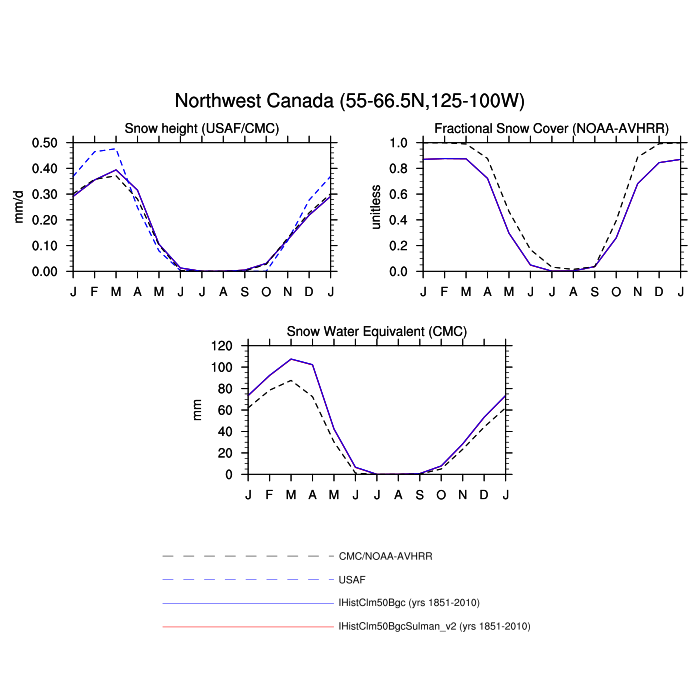 Northwest Canada (55-66.5N,125-100W)
Snow height (USAF/CMC)
0.50
0.40
0.30
0.20
0.10
0.00
mm/d
J F M A M J J A S O N D J
Fractional Snow Cover (NOAA-AVHRR)
1.0
0.8
0.6
0.4
0.2
0.0
unitless
J F M A M J J A S O N D J
Snow Water Equivalent (CMC)
120
100
80
60
40
20
0
mm
J F M A M J J A S O N D J
CMC/NOAA-AVHRR
USAF
IHistClm50Bgc (yrs 1851-2010)
IHistClm50BgcSulman_v2 (yrs 1851-2010)